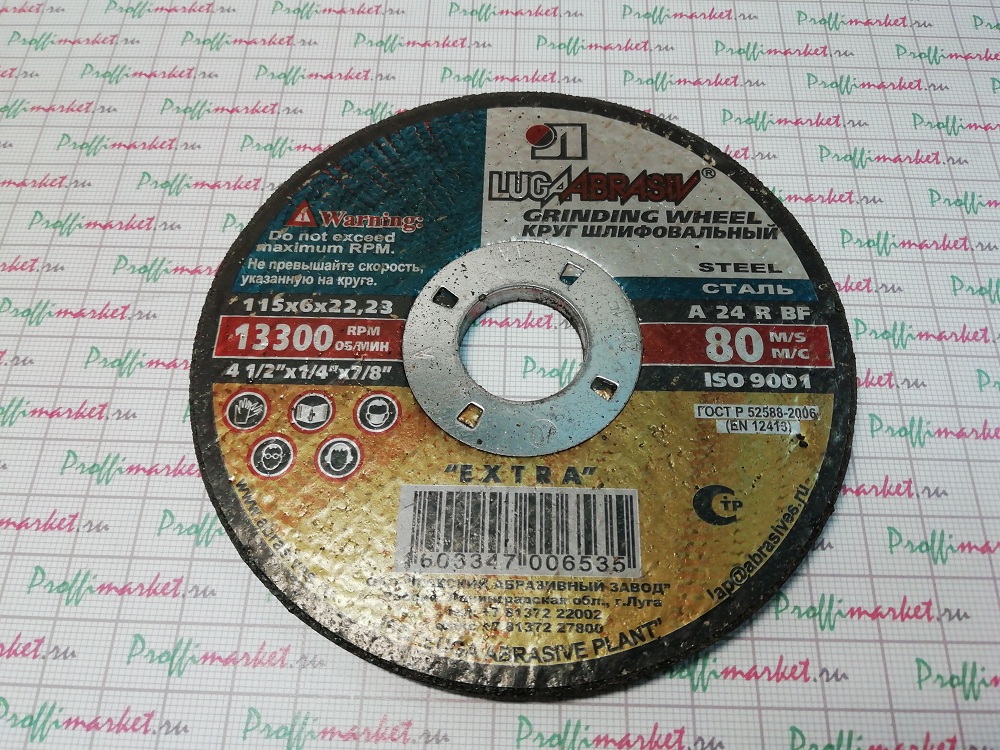 Л
LUGAABRASIV®
GRINDING WHEEL
КРУГ ШЛИФОВАЛЬНЫЙ
STEEL
СТАЛЬ
Warning:
Do not exceed
maximum RPM.
Не превышайте скорость,
указанную на круге.
115x6x22,23
13300 RPM
ОБ/МИН
4 1/2"x1/4"x7/8"
A 24 R BF
80 M/S
М/С
ISO 9001
ГОСТ Р 52588-2006
(EN 12413)
"EXTRA"
603347 006535
АБРАЗИВНЫЙ ЗАВОД"
обл., г.Луга
+7 81372 22002
+7 81372 27800
ABRASIVE PLANT"
lap@abrasives.ru
Proffimarket.ru